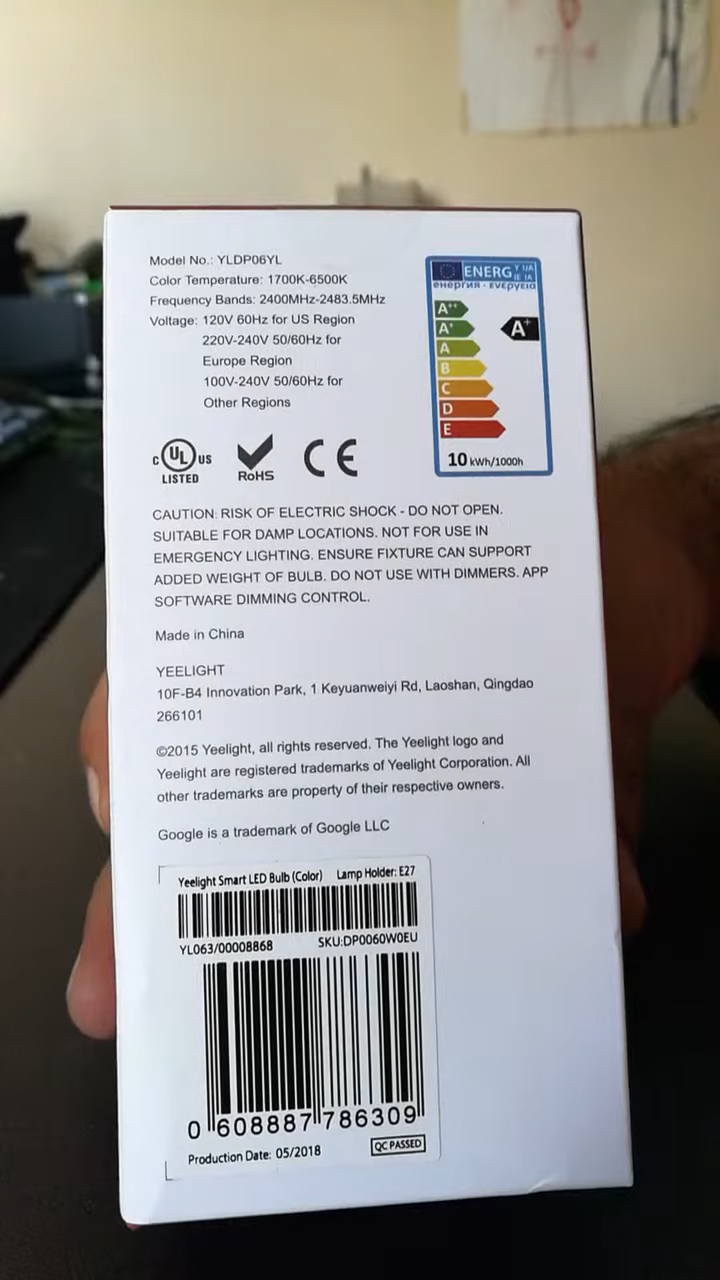 Model No.: YLDP06YL
Color Temperature: 1700K-6500K
Frequency Bands: 2400MHz-2483.5MHz
Voltage: 120V 60Hz for US Region
220V-240V 50/60Hz for
Europe Region
100V-240V 50/60Hz for
Other Regions
ENERG Y IJA
IE IA
енергия · ενεργεια
A++
A+
A
B
C
D
E
A+
10 kWh/1000h
C UL US
LISTED
RoHS
CE
CAUTION: RISK OF ELECTRIC SHOCK - DO NOT OPEN.
SUITABLE FOR DAMP LOCATIONS. NOT FOR USE IN
EMERGENCY LIGHTING. ENSURE FIXTURE CAN SUPPORT
ADDED WEIGHT OF BULB. DO NOT USE WITH DIMMERS. APP
SOFTWARE DIMMING CONTROL.
Made in China
YEELIGHT
10F-B4 Innovation Park, 1 Keyuanweiyi Rd, Laoshan, Qingdao
266101
©2015 Yeelight, all rights reserved. The Yeelight logo and
Yeelight are registered trademarks of Yeelight Corporation. All
other trademarks are property of their respective owners.
Google is a trademark of Google LLC
Yeelight Smart LED Bulb (Color) Lamp Holder: E27
YL063/00008868 SKU:DP0060W0EU
0 608887 786309
Production Date: 05/2018 QC PASSED